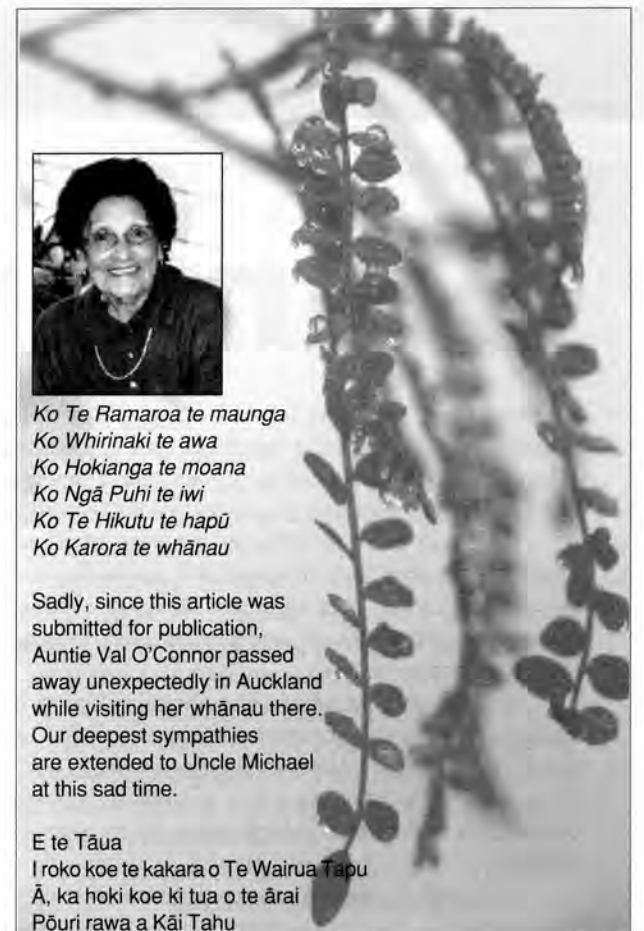 Ko Te Ramaroa te maunga
Ko Whirinaki te awa
Ko Hokianga te moana
Ko Ngā Puhi te iwi
Ko Te Hikutu te hapū
Ko Karora te whānau
Sadly, since this article was
submitted for publication,
Auntie Val O'Connor passed
away unexpectedly in Auckland
while visiting her whānau there.
Our deepest sympathies
are extended to Uncle Michael
at this sad time.
E te Tāua
I roko koe te kakara o Te Wairua Tapu
Ā, ka hoki koe ki tua o te ārai
Pōuri rawa a Kāi Tahu